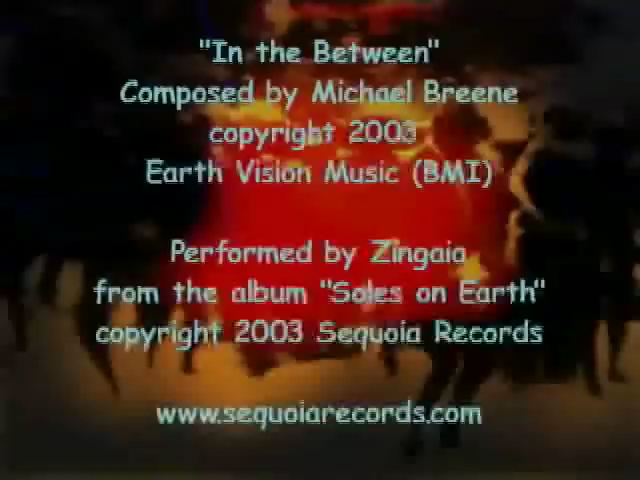 "In the Between"
Composed by Michael Breene
copyright 2003
Earth Vision Music (BMI)
Performed by Zingaia
from the album "Soles on Earth"
copyright 2003 Sequoia Records
www.sequoiarecords.com